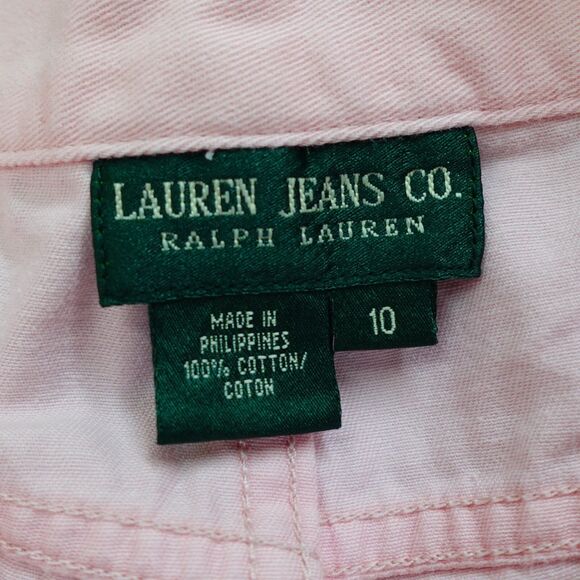 LAUREN JEANS CO.
RALPH LAUREN
MADE IN
PHILIPPINES
100% COTTON/
COTON
10